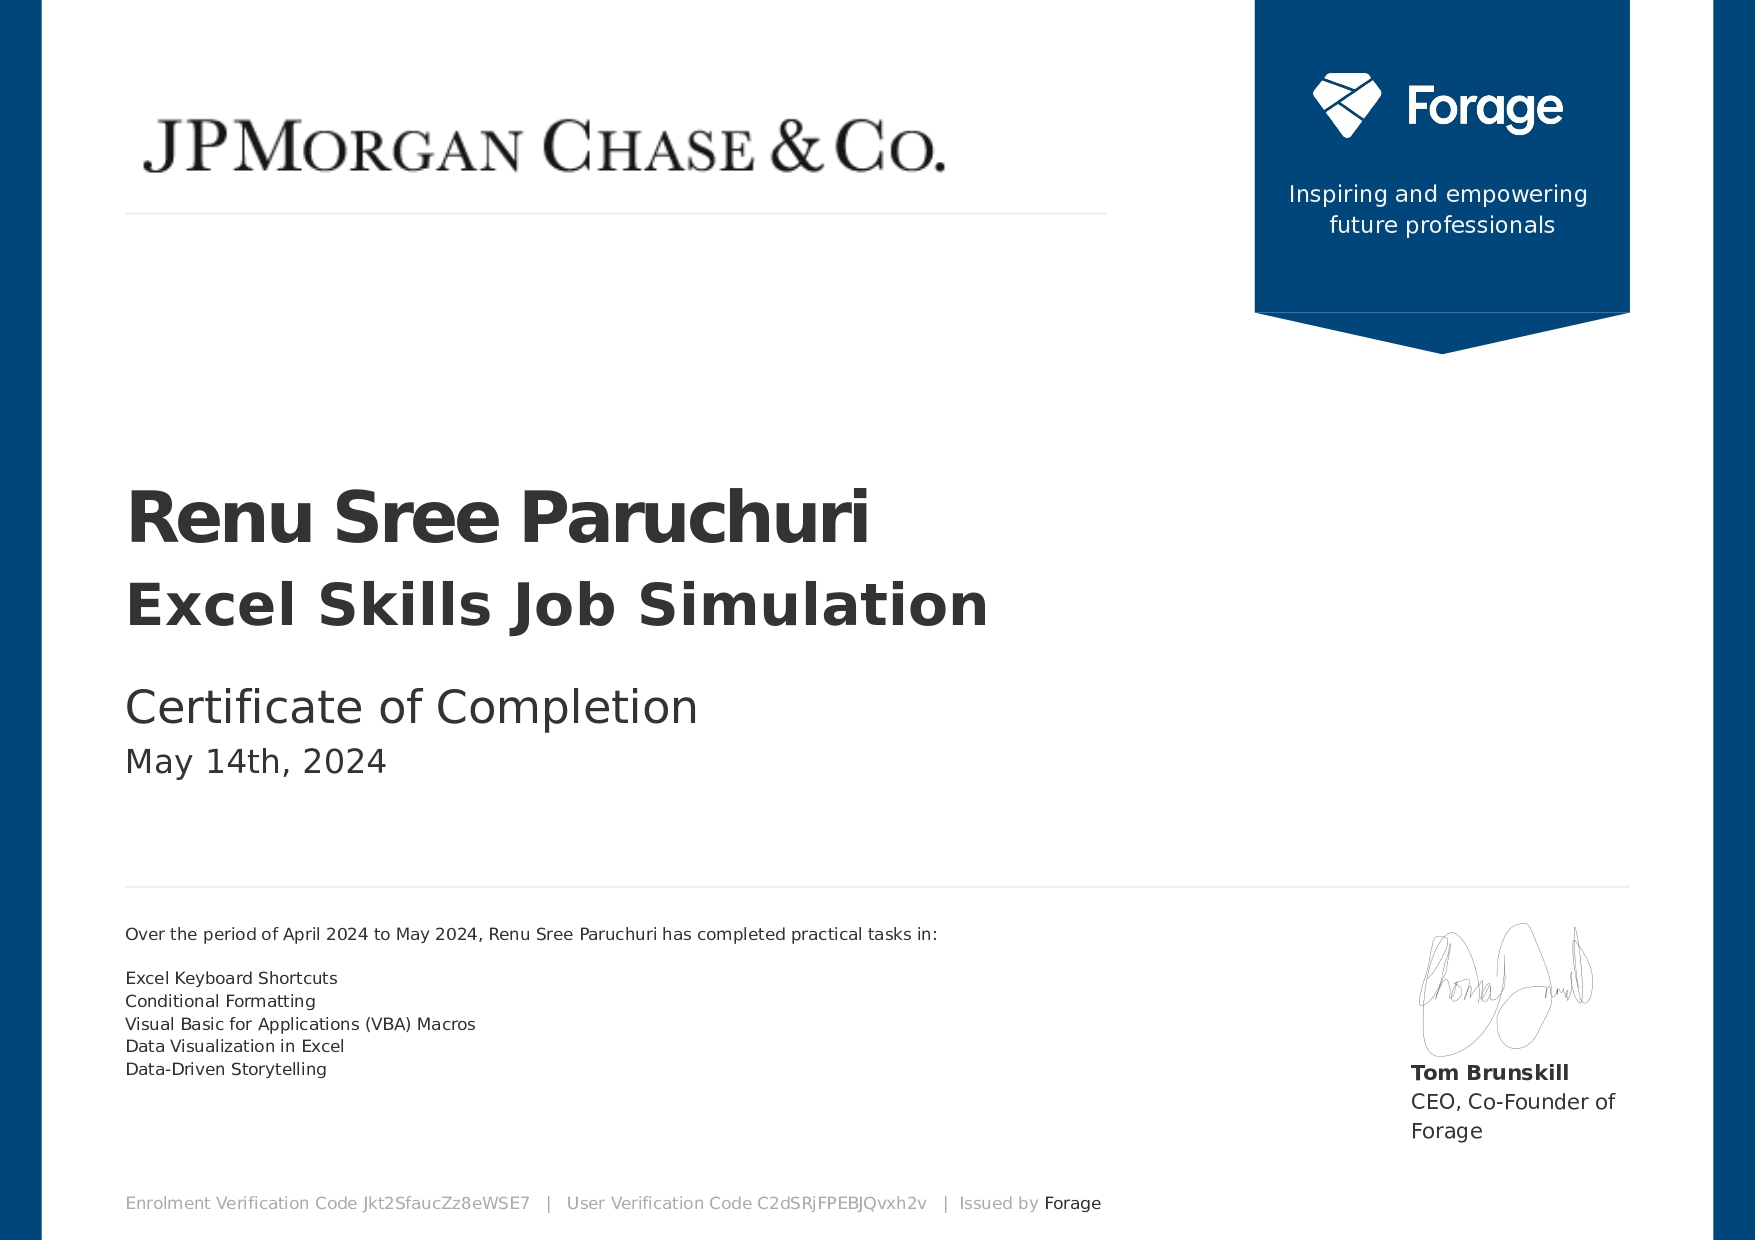 JPMORGAN CHASE & CO.
Forage
Inspiring and empowering
future professionals
Renu Sree Paruchuri
Excel Skills Job Simulation
Certificate of Completion
May 14th, 2024
Over the period of April 2024 to May 2024, Renu Sree Paruchuri has completed practical tasks in:
Excel Keyboard Shortcuts
Conditional Formatting
Visual Basic for Applications (VBA) Macros
Data Visualization in Excel
Data-Driven Storytelling
Tom Brunskill
CEO, Co-Founder of
Forage
Enrolment Verification Code Jkt2SfaucZz8eWSE7 | User Verification Code C2dSRjFPEBJQvxh2v | Issued by Forage